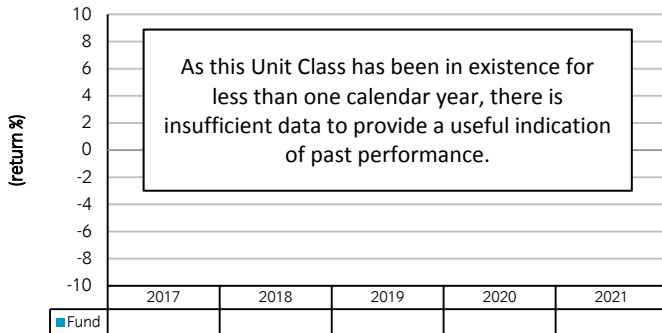 10
8
6
4
2
0
-2
-4
-6
-8
-10
(return %)
As this Unit Class has been in existence for
less than one calendar year, there is
insufficient data to provide a useful indication
of past performance.
2017 2018 2019 2020 2021
Fund